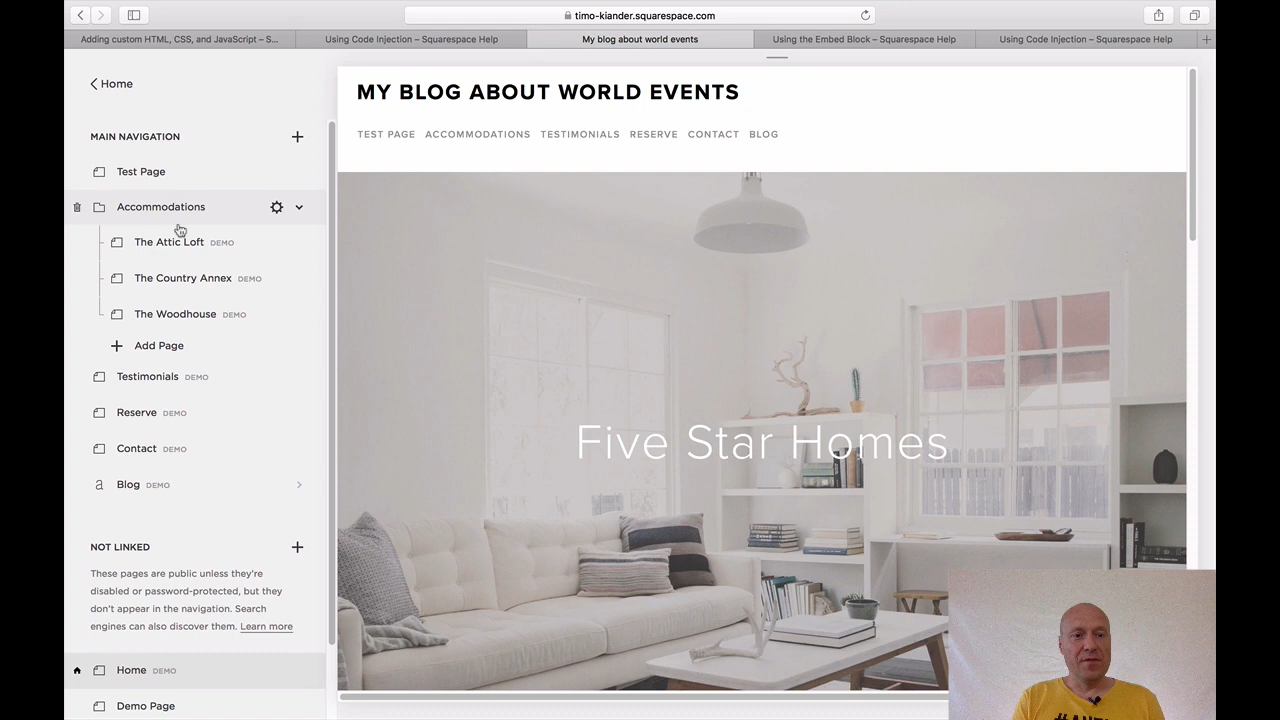 timo-kiander.squarespace.com
Adding custom HTML, CSS, and JavaScript – S...
Using Code Injection – Squarespace Help
My blog about world events
Using the Embed Block – Squarespace Help
Using Code Injection – Squarespace Help
Home
MAIN NAVIGATION
Test Page
Accommodations
The Attic Loft DEMO
The Country Annex DEMO
The Woodhouse DEMO
Add Page
Testimonials DEMO
Reserve DEMO
Contact DEMO
Blog DEMO
NOT LINKED
These pages are public unless they're
disabled or password-protected, but they
don't appear in the navigation. Search
engines can also discover them. Learn more
Home DEMO
Demo Page
MY BLOG ABOUT WORLD EVENTS
TEST PAGE ACCOMMODATIONS TESTIMONIALS RESERVE CONTACT BLOG
Five Star Homes